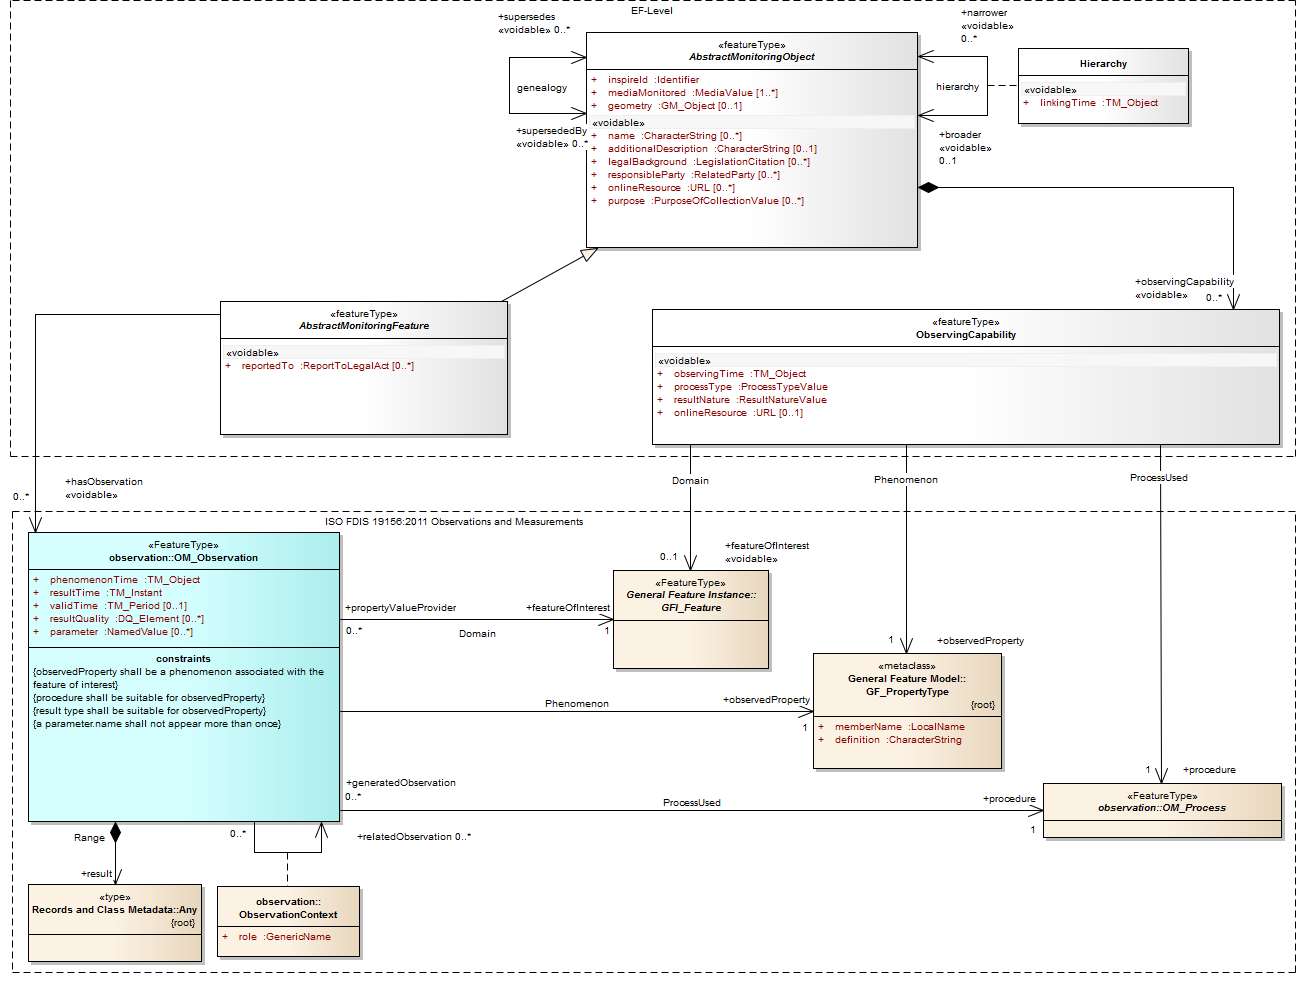 EF-Level
+supersedes
«voidable» 0..*
genealogy
+supersededBy
«voidable» 0..*
«featureType»
AbstractMonitoringObject
+ inspireId :Identifier
+ mediaMonitored :MediaValue [1..*]
+ geometry :GM_Object [0..1]
«voidable»
+ name :CharacterString [0..*]
+ additionalDescription :CharacterString [0..1]
+ legalBackground :LegislationCitation [0..*]
+ responsibleParty :RelatedParty [0..*]
+ onlineResource :URL [0..*]
+ purpose :PurposeOfCollectionValue [0..*]
+narrower
«voidable»
0..*
hierarchy
+broader
«voidable»
0..1
Hierarchy
«voidable»
+ linkingTime :TM_Object
+observingCapability
«voidable» 0..*
«featureType»
AbstractMonitoringFeature
«voidable»
+ reportedTo :ReportToLegalAct [0..*]
«featureType»
ObservingCapability
«voidable»
+ observingTime :TM_Object
+ processType :ProcessTypeValue
+ resultNature :ResultNatureValue
+ onlineResource :URL [0..1]
+hasObservation
0..* «voidable»
Domain
Phenomenon
ProcessUsed
ISO FDIS 19156:2011 Observations and Measurements
«FeatureType»
observation::OM_Observation
+ phenomenonTime :TM_Object
+ resultTime :TM_Instant
+ validTime :TM_Period [0..1]
+ resultQuality :DQ_Element [0..*]
+ parameter :NamedValue [0..*]
constraints
{observedProperty shall be a phenomenon associated with the
feature of interest}
{procedure shall be suitable for observedProperty}
{result type shall be suitable for observedProperty}
{a parameter.name shall not appear more than once}
0..1
+featureOfInterest
«voidable»
«FeatureType»
General Feature Instance::
GFI_Feature
+propertyValueProvider
0..*
Domain
+featureOfInterest
1
1
+observedProperty
«metaclass»
General Feature Model::
GF_PropertyType
{root}
+ memberName :LocalName
+ definition :CharacterString
Phenomenon
+observedProperty
1
1
+procedure
«FeatureType»
observation::OM_Process
+generatedObservation
0..*
ProcessUsed
+procedure
1
Range
+result
0..*
+relatedObservation 0..*
«type»
Records and Class Metadata::Any
{root}
observation::
ObservationContext
+ role :GenericName